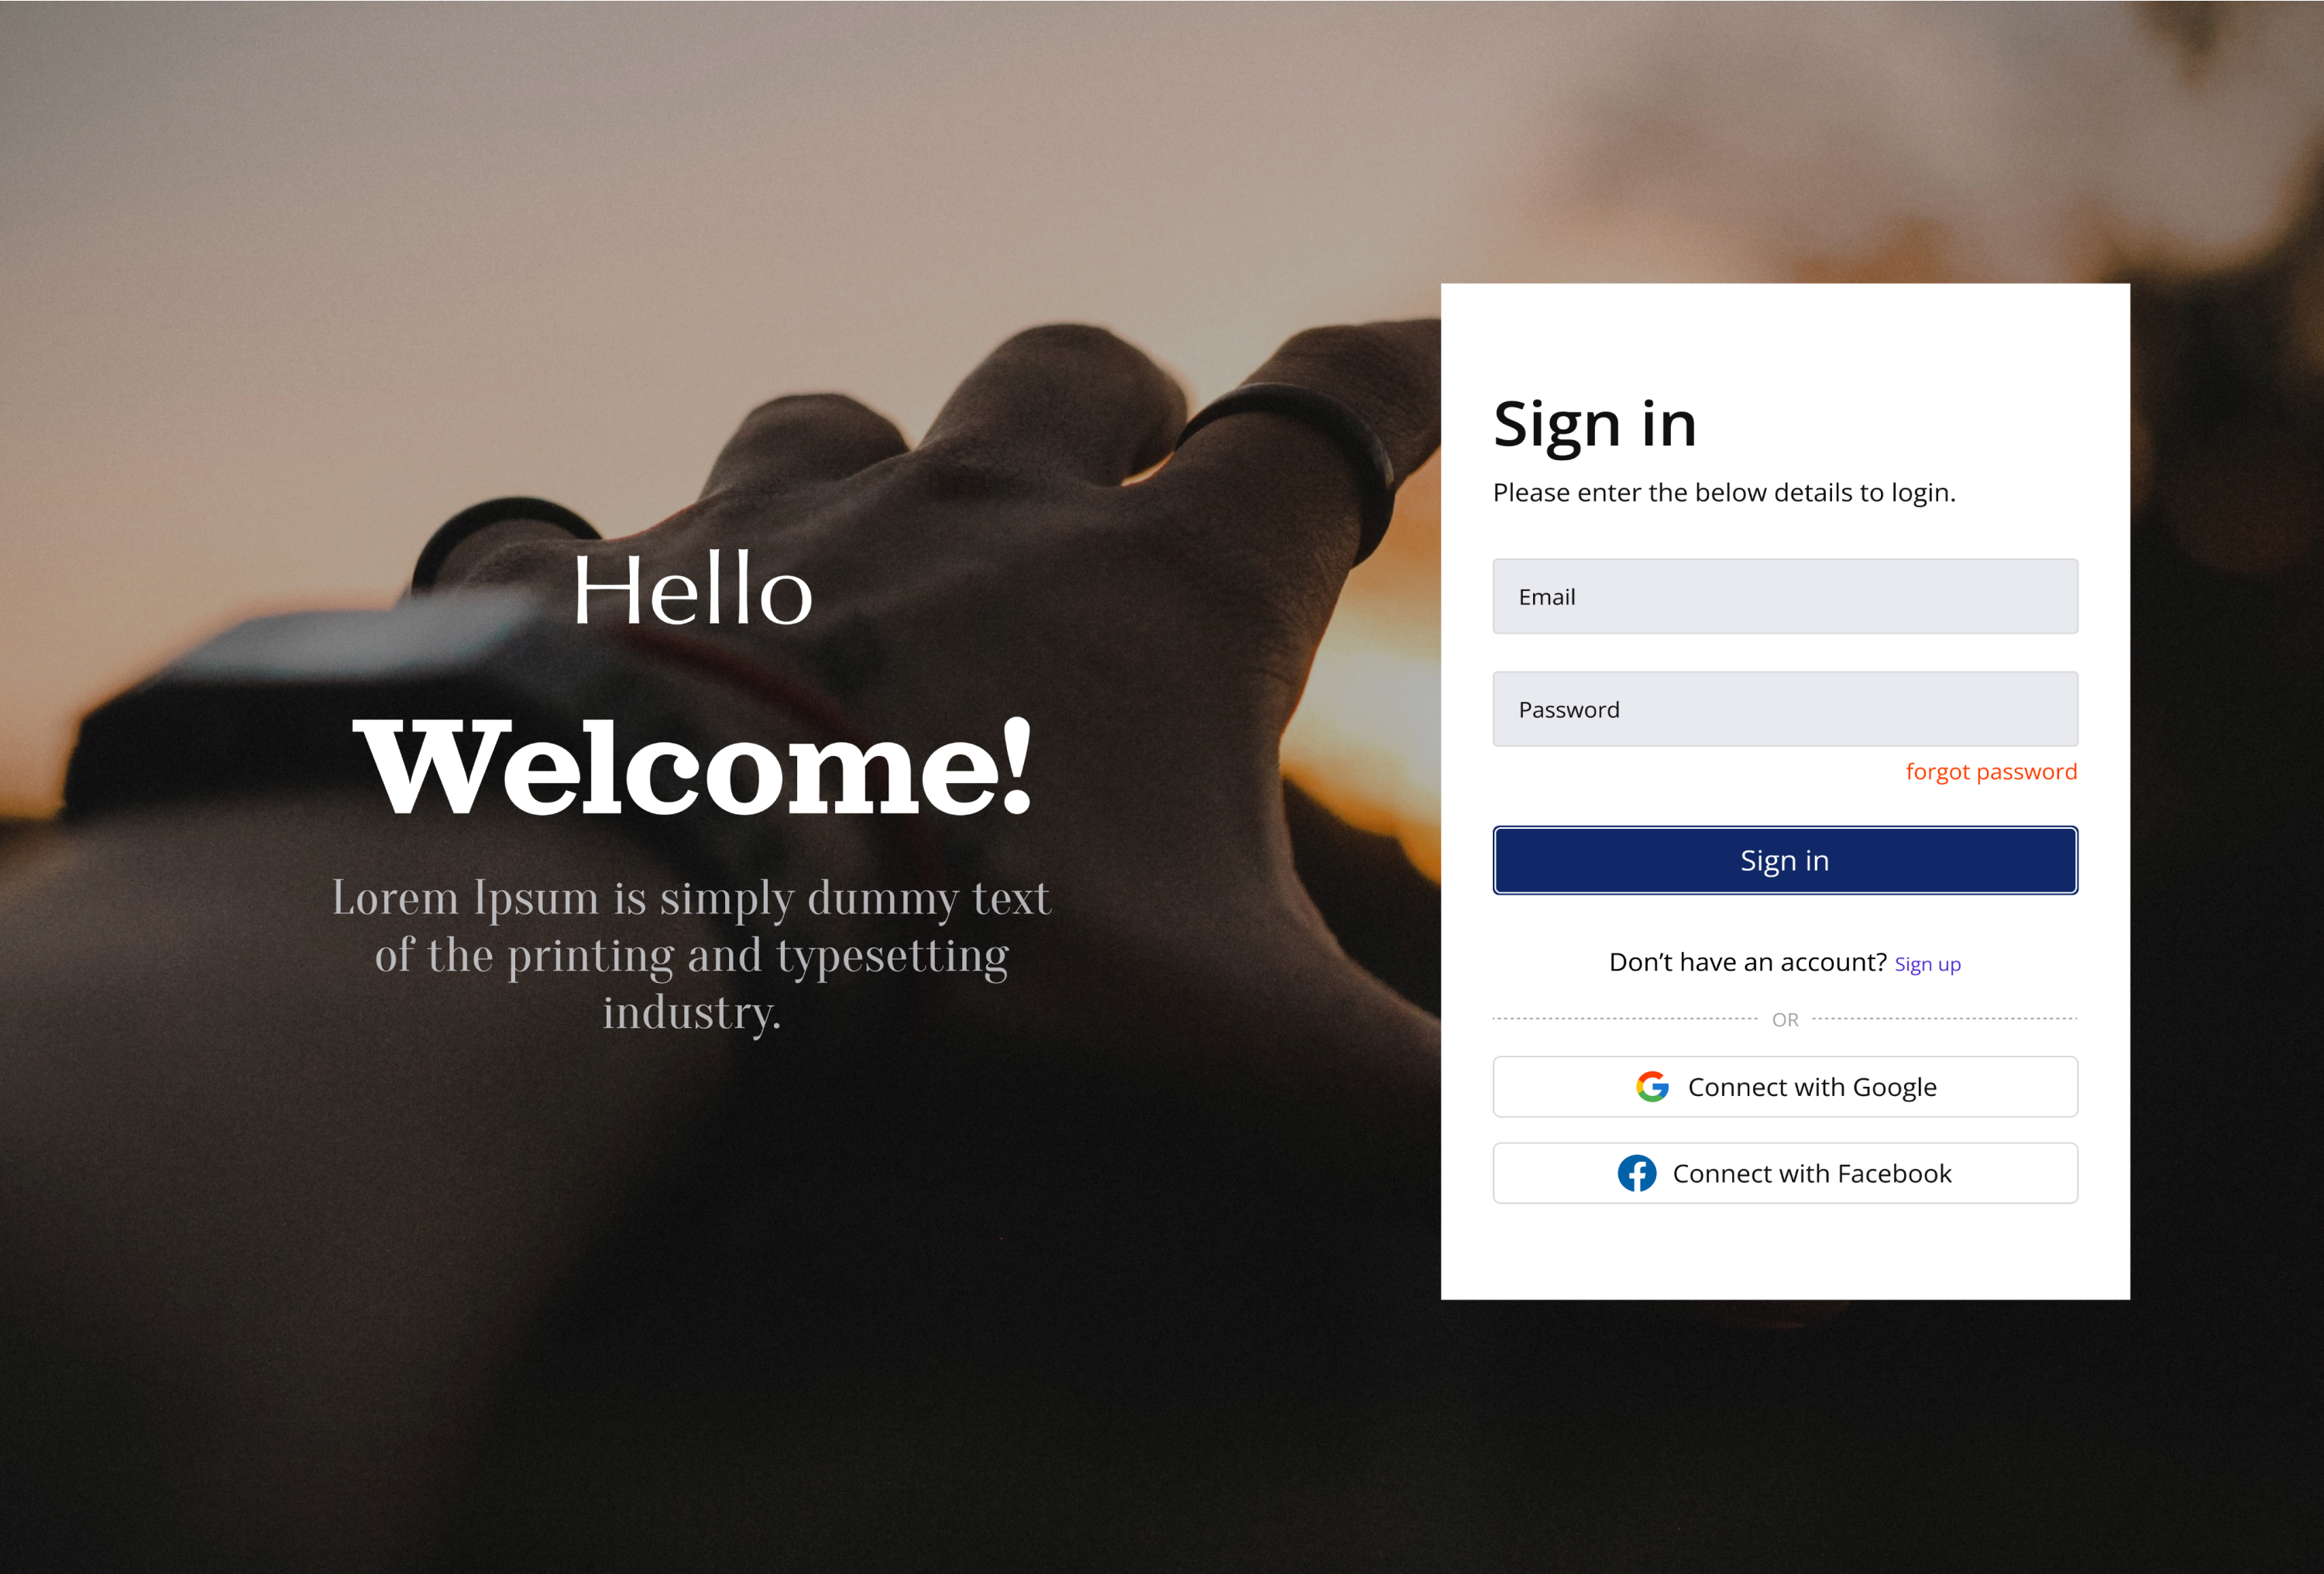 Hello
Welcome!
Lorem Ipsum is simply dummy text
of the printing and typesetting
industry.
Sign in
Please enter the below details to login.
Email
Password
forgot password
Sign in
Don’t have an account? Sign up
OR
Connect with Google
Connect with Facebook